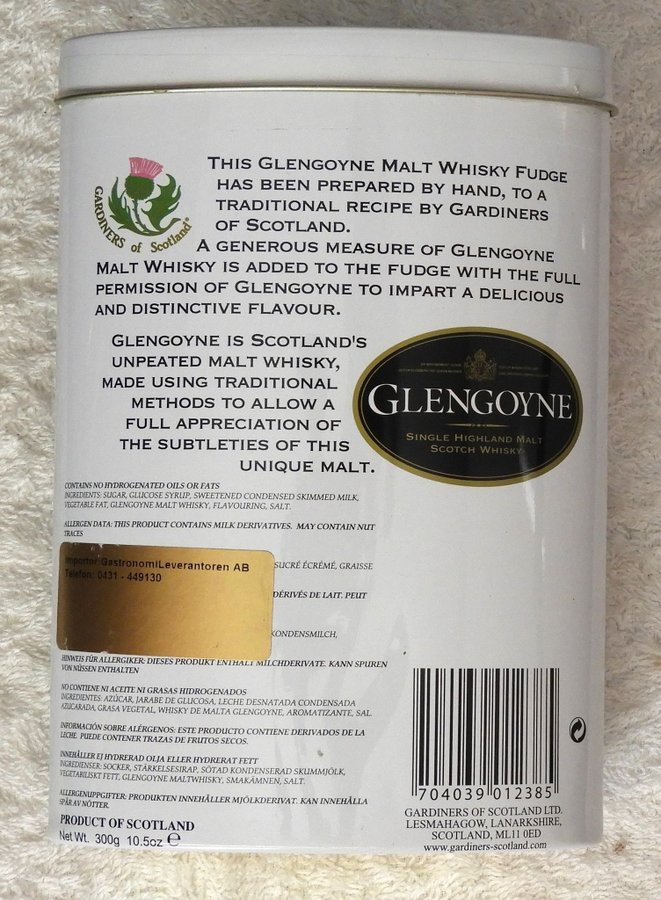 GARDINERS of Scotland®
THIS GLENGOYNE MALT WHISKY FUDGE
HAS BEEN PREPARED BY HAND, TO A
TRADITIONAL RECIPE BY GARDINERS
OF SCOTLAND.
A GENEROUS MEASURE OF GLENGOYNE
MALT WHISKY IS ADDED TO THE FUDGE WITH THE FULL
PERMISSION OF GLENGOYNE TO IMPART A DELICIOUS
AND DISTINCTIVE FLAVOUR.
GLENGOYNE IS SCOTLAND'S
UNPEATED MALT WHISKY,
MADE USING TRADITIONAL
METHODS TO ALLOW A
FULL APPRECIATION OF
THE SUBTLETIES OF THIS
UNIQUE MALT.
GLENGOYNE
SINGLE HIGHLAND MALT
SCOTCH WHISKY
CONTAINS NO HYDROGENATED OILS OR FATS
INGREDIENTS: SUGAR, GLUCOSE SYRUP, SWEETENED CONDENSED SKIMMED MILK,
VEGETABLE FAT, GLENGOYNE MALT WHISKY, FLAVOURING, SALT.
ALLERGEN DATA: THIS PRODUCT CONTAINS MILK DERIVATIVES. MAY CONTAIN NUT
TRACES
Importör: GastronomiLeverantoren AB
Telefon: 0431 - 449130
SUCRÉ ÉCRÉMÉ, GRAISSE
DÉRIVÉS DE LAIT. PEUT
KONDENSMILCH,
HINWEIS FÜR ALLERGIKER: DIESES PRODUKT ENTHÄLT MILCHDERIVATE. KANN SPUREN
VON NÜSSEN ENTHALTEN
NO CONTIENE NI ACEITE NI GRASAS HIDROGENADOS
INGREDIENTES: AZÚCAR, JARABE DE GLUCOSA, LECHE DESNATADA CONDENSADA
AZUCARADA, GRASA VEGETAL, WHISKY DE MALTA GLENGOYNE, AROMATIZANTE, SAL.
INFORMACIÓN SOBRE ALÉRGENOS: ESTE PRODUCTO CONTIENE DERIVADOS DE LA
LECHE. PUEDE CONTENER TRAZAS DE FRUTOS SECOS.
INNEHÅLLER EJ HYDRERAD OLJA ELLER HYDRERAT FETT
INGREDIENSER: SOCKER, STÄRKELSESIRAP, SÖTAD KONDENSERAD SKUMMJÖLK,
VEGETABILISKT FETT, GLENGOYNE MALTWHISKY, SMAKÄMNEN, SALT.
ALLERGENUPPGIFTER: PRODUKTEN INNEHÅLLER MJÖLKDERIVAT. KAN INNEHÅLLA
SPÅR AV NÖTTER.
PRODUCT OF SCOTLAND
Net Wt. 300g 10.5oz ℮
704039 012385
GARDINERS OF SCOTLAND LTD.
LESMAHAGOW, LANARKSHIRE,
SCOTLAND, ML11 0ED
www.gardiners-scotland.com